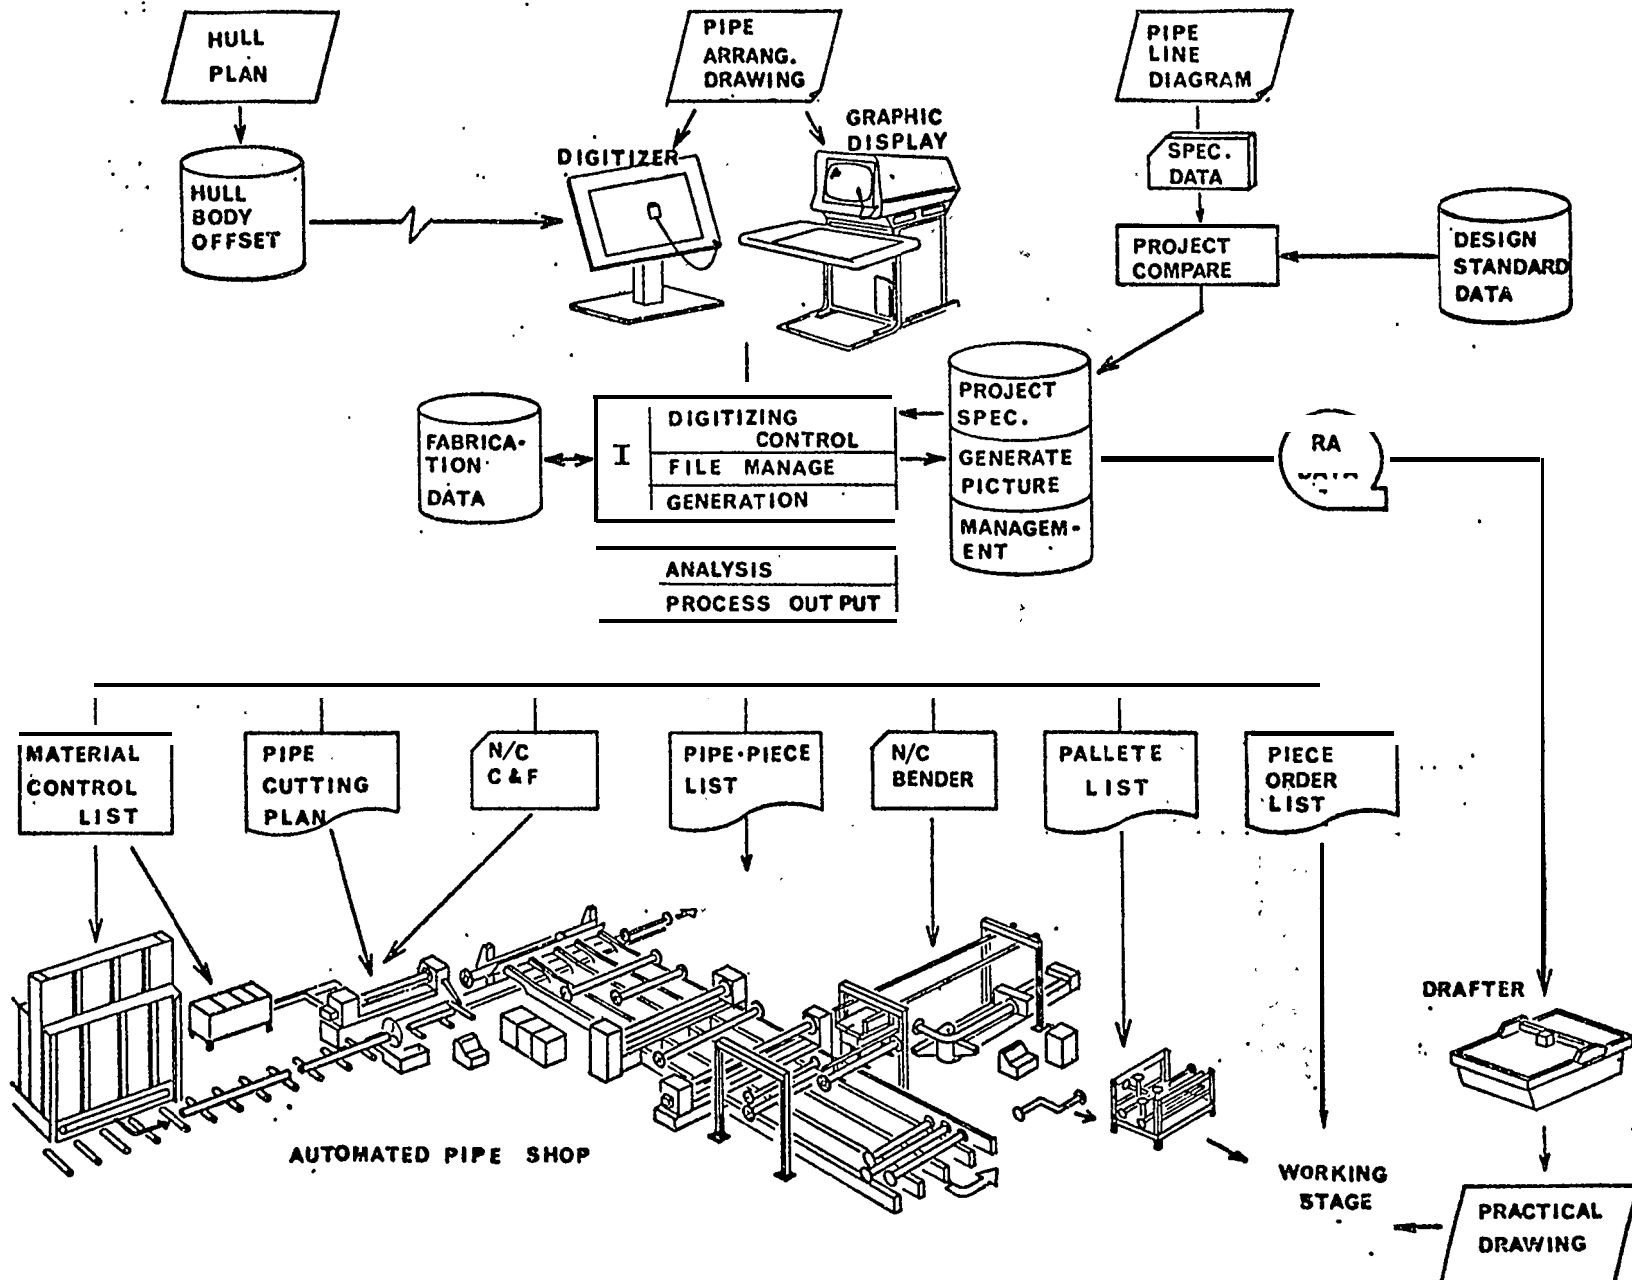 HULL
PLAN
PIPE
ARRANG.
DRAWING
PIPE
LINE
DIAGRAM
GRAPHIC
DISPLAY
DIGITIZER
SPEC.
DATA
HULL
BODY
OFFSET
PROJECT
COMPARE
DESIGN
STANDARD
DATA
FABRICA-
TION
DATA
I
DIGITIZING
CONTROL
FILE MANAGE
GENERATION
PROJECT
SPEC.
GENERATE
PICTURE
MANAGEM-
ENT
RA
ANALYSIS
PROCESS OUTPUT
MATERIAL
CONTROL
LIST
PIPE
CUTTING
PLAN
N/C
C&F
PIPE-PIECE
LIST
N/C
BENDER
PALLETE
LIST
PIECE
ORDER
LIST
DRAFTER
AUTOMATED PIPE SHOP
WORKING
STAGE
PRACTICAL
DRAWING